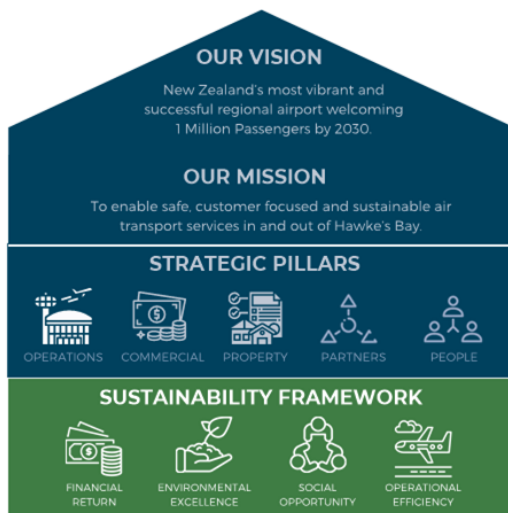 OUR VISION
New Zealand's most vibrant and
successful regional airport welcoming
1 Million Passengers by 2030.
OUR MISSION
To enable safe, customer focused and sustainable air
transport services in and out of Hawke's Bay.
STRATEGIC PILLARS
OPERATIONS COMMERCIAL PROPERTY PARTNERS PEOPLE
SUSTAINABILITY FRAMEWORK
FINANCIAL ENVIRONMENTAL SOCIAL OPERATIONAL
RETURN EXCELLENCE OPPORTUNITY EFFICIENCY